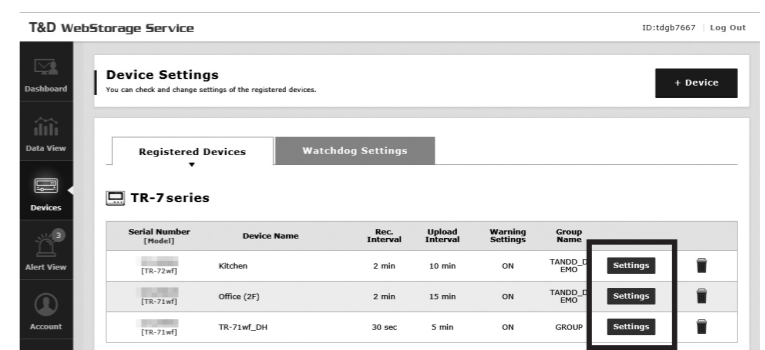 T&D WebStorage Service
ID:tdgb7667 | Log Out
Dashboard
Data View
Devices
3
Alert View
Account
Device Settings
You can check and change settings of the registered devices.
+ Device
Registered Devices
Watchdog Settings
TR-7series
Serial Number [Model] Device Name Rec. Interval Upload Interval Warning Settings Group Name
[TR-72wf] Kitchen 2 min 10 min ON TANDD_DEMO Settings
[TR-71wf] Office (2F) 2 min 15 min ON TANDD_DEMO Settings
[TR-71wf] TR-71wf_DH 30 sec 5 min ON GROUP Settings